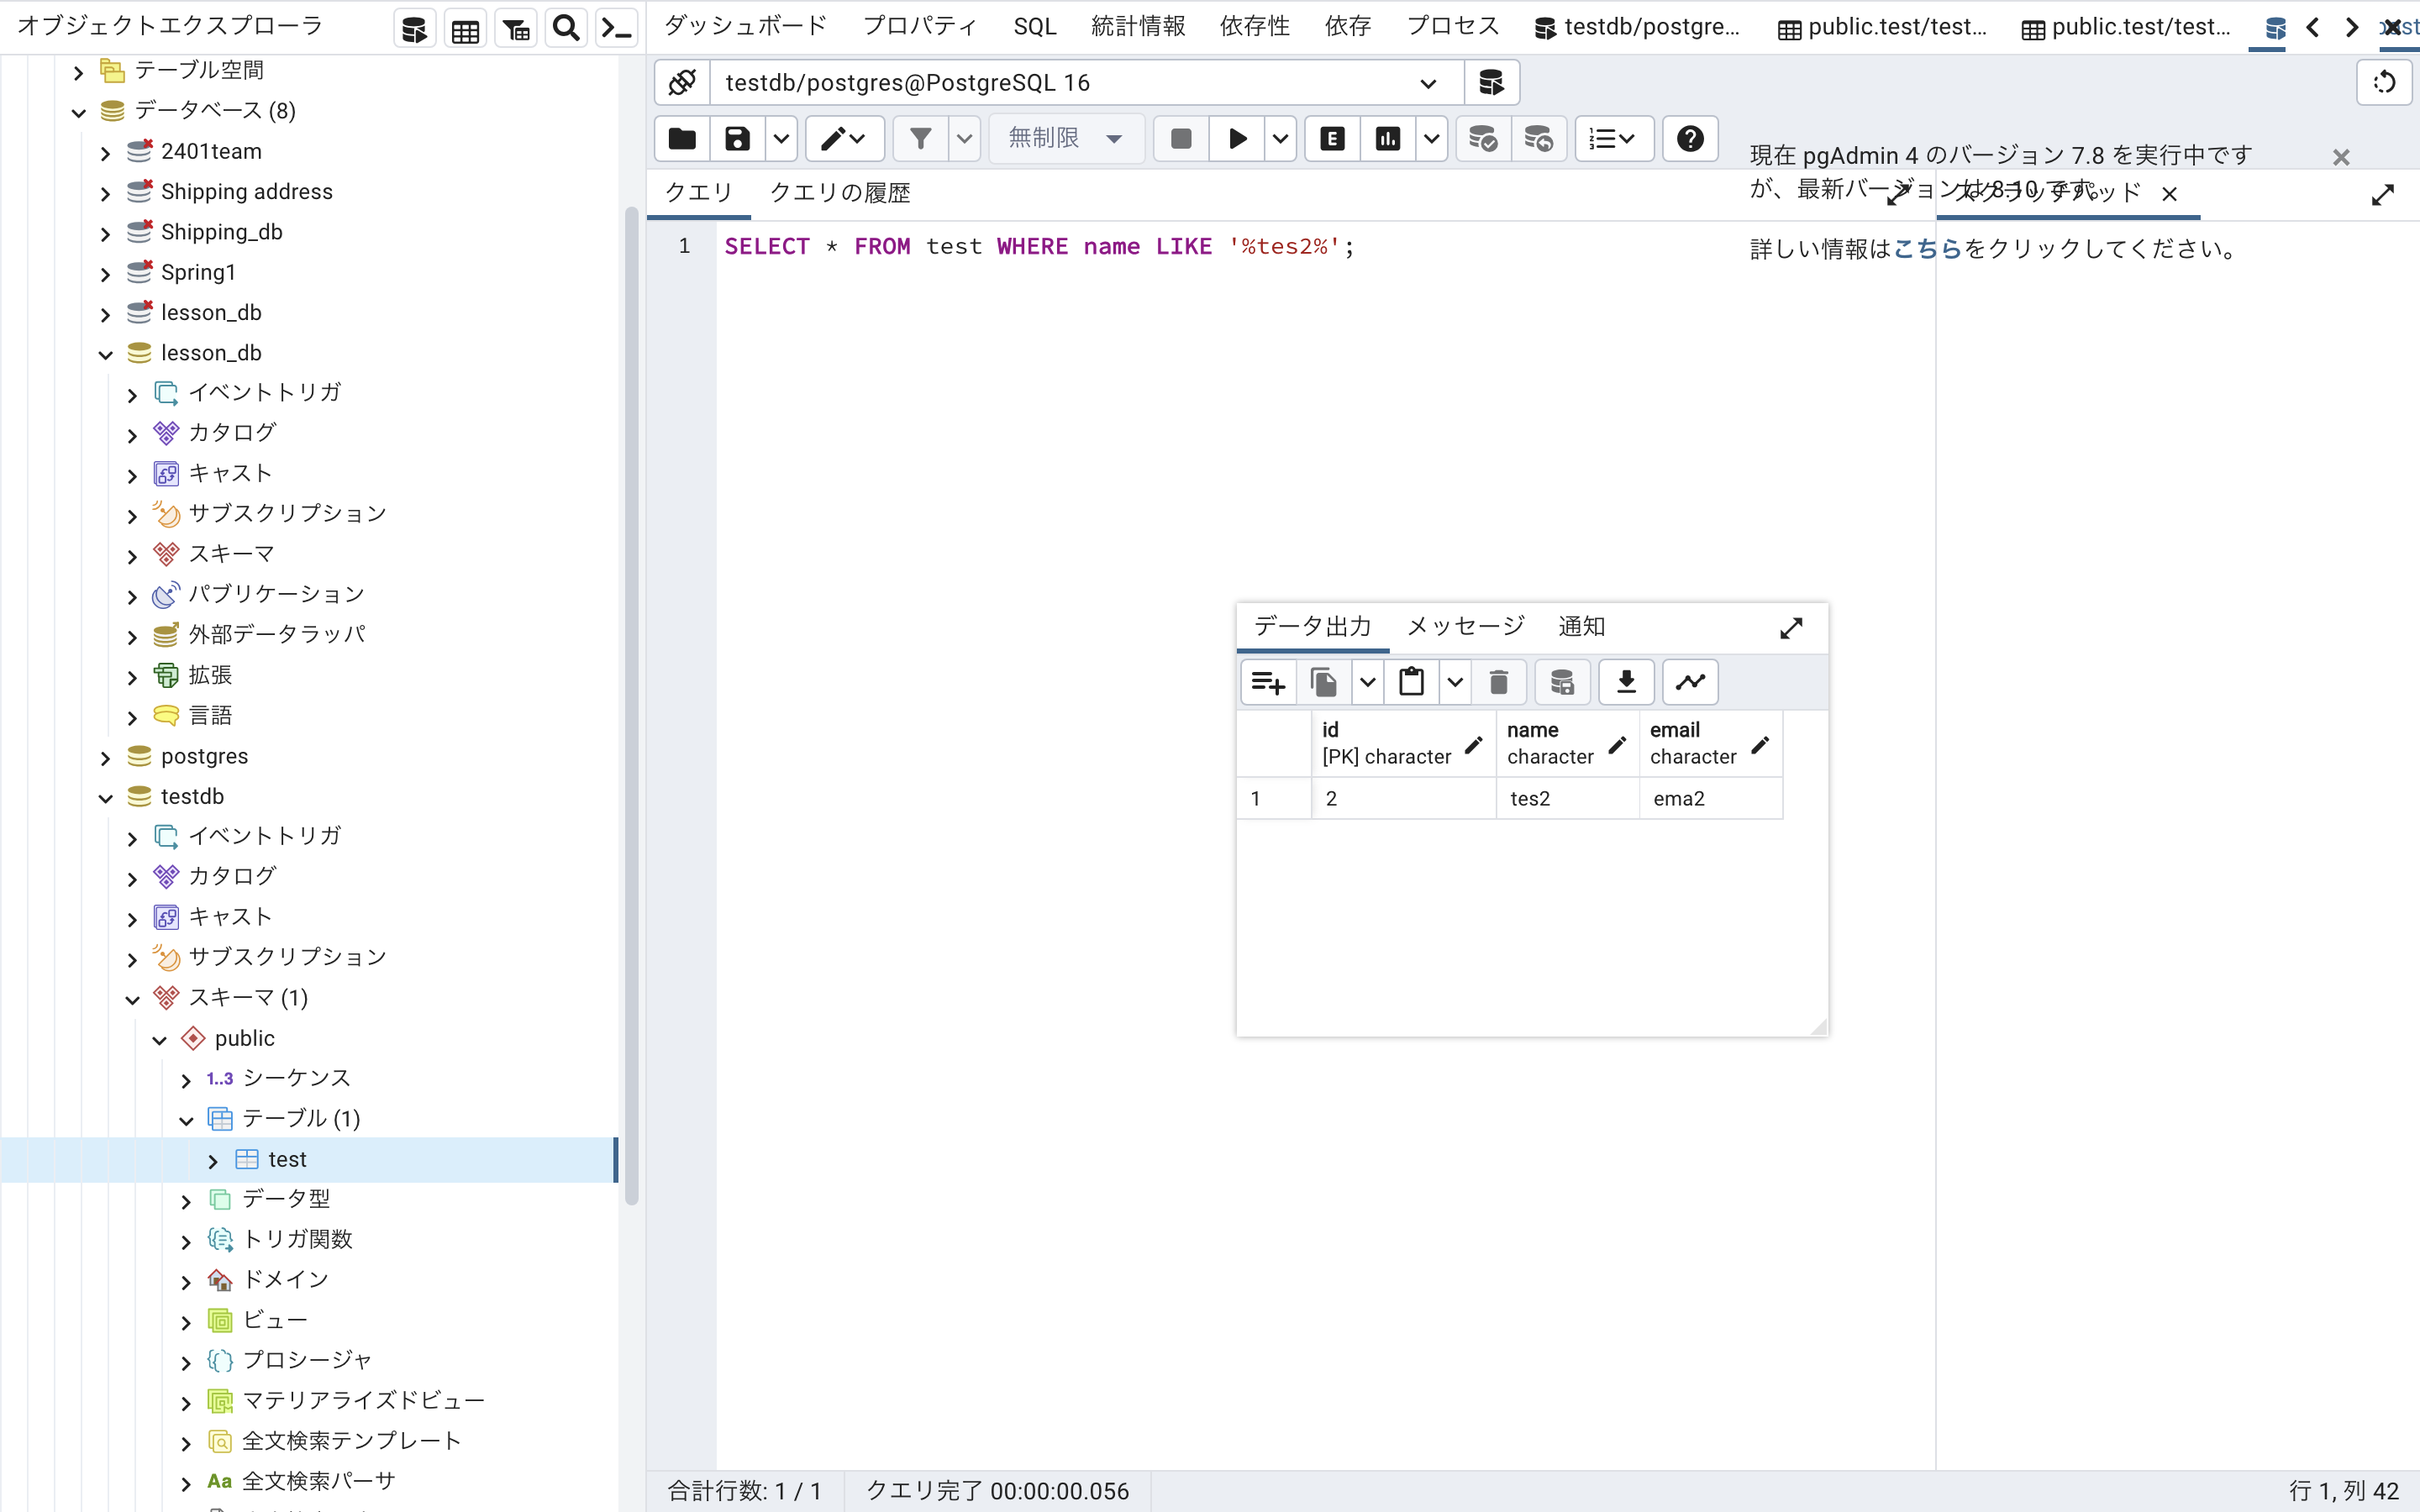 オブジェクトエクスプローラ
テーブル空間
データベース (8)
2401team
Shipping address
Shipping_db
Spring1
lesson_db
lesson_db
イベントトリガ
カタログ
キャスト
サブスクリプション
スキーマ
パブリケーション
外部データラッパ
拡張
言語
postgres
testdb
イベントトリガ
カタログ
キャスト
サブスクリプション
スキーマ (1)
public
1..3 シーケンス
テーブル (1)
test
データ型
トリガ関数
ドメイン
ビュー
プロシージャ
マテリアライズドビュー
全文検索テンプレート
Aa 全文検索パーサ
ダッシュボード プロパティ SQL 統計情報 依存性 依存 プロセス testdb/postgre... public.test/test... public.test/test...
testdb/postgres@PostgreSQL 16
無制限 E
現在 pgAdmin 4 のバージョン 7.8 を実行中です
が、最新バージョンは 8.10 です。
詳しい情報はこちらをクリックしてください。
クエリ クエリの履歴 スクラッチパッド
1 SELECT * FROM test WHERE name LIKE '%tes2%';
データ出力 メッセージ 通知
id name email
[PK] character character character
1 2 tes2 ema2
合計行数: 1 / 1 クエリ完了 00:00:00.056 行 1, 列 42